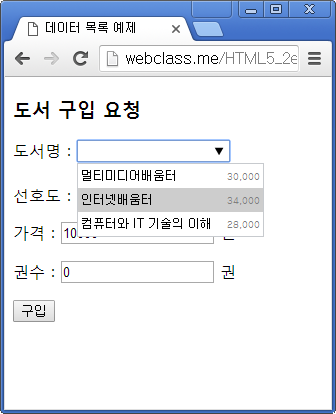 데이터 목록 예제
webclass.me/HTML5_2e
도서 구입 요청
도서명 :
멀티미디어배움터 30,000
인터넷배움터 34,000
컴퓨터와 IT 기술의 이해 28,000
선호도 :
가격 :
권수 : 0 권
구입